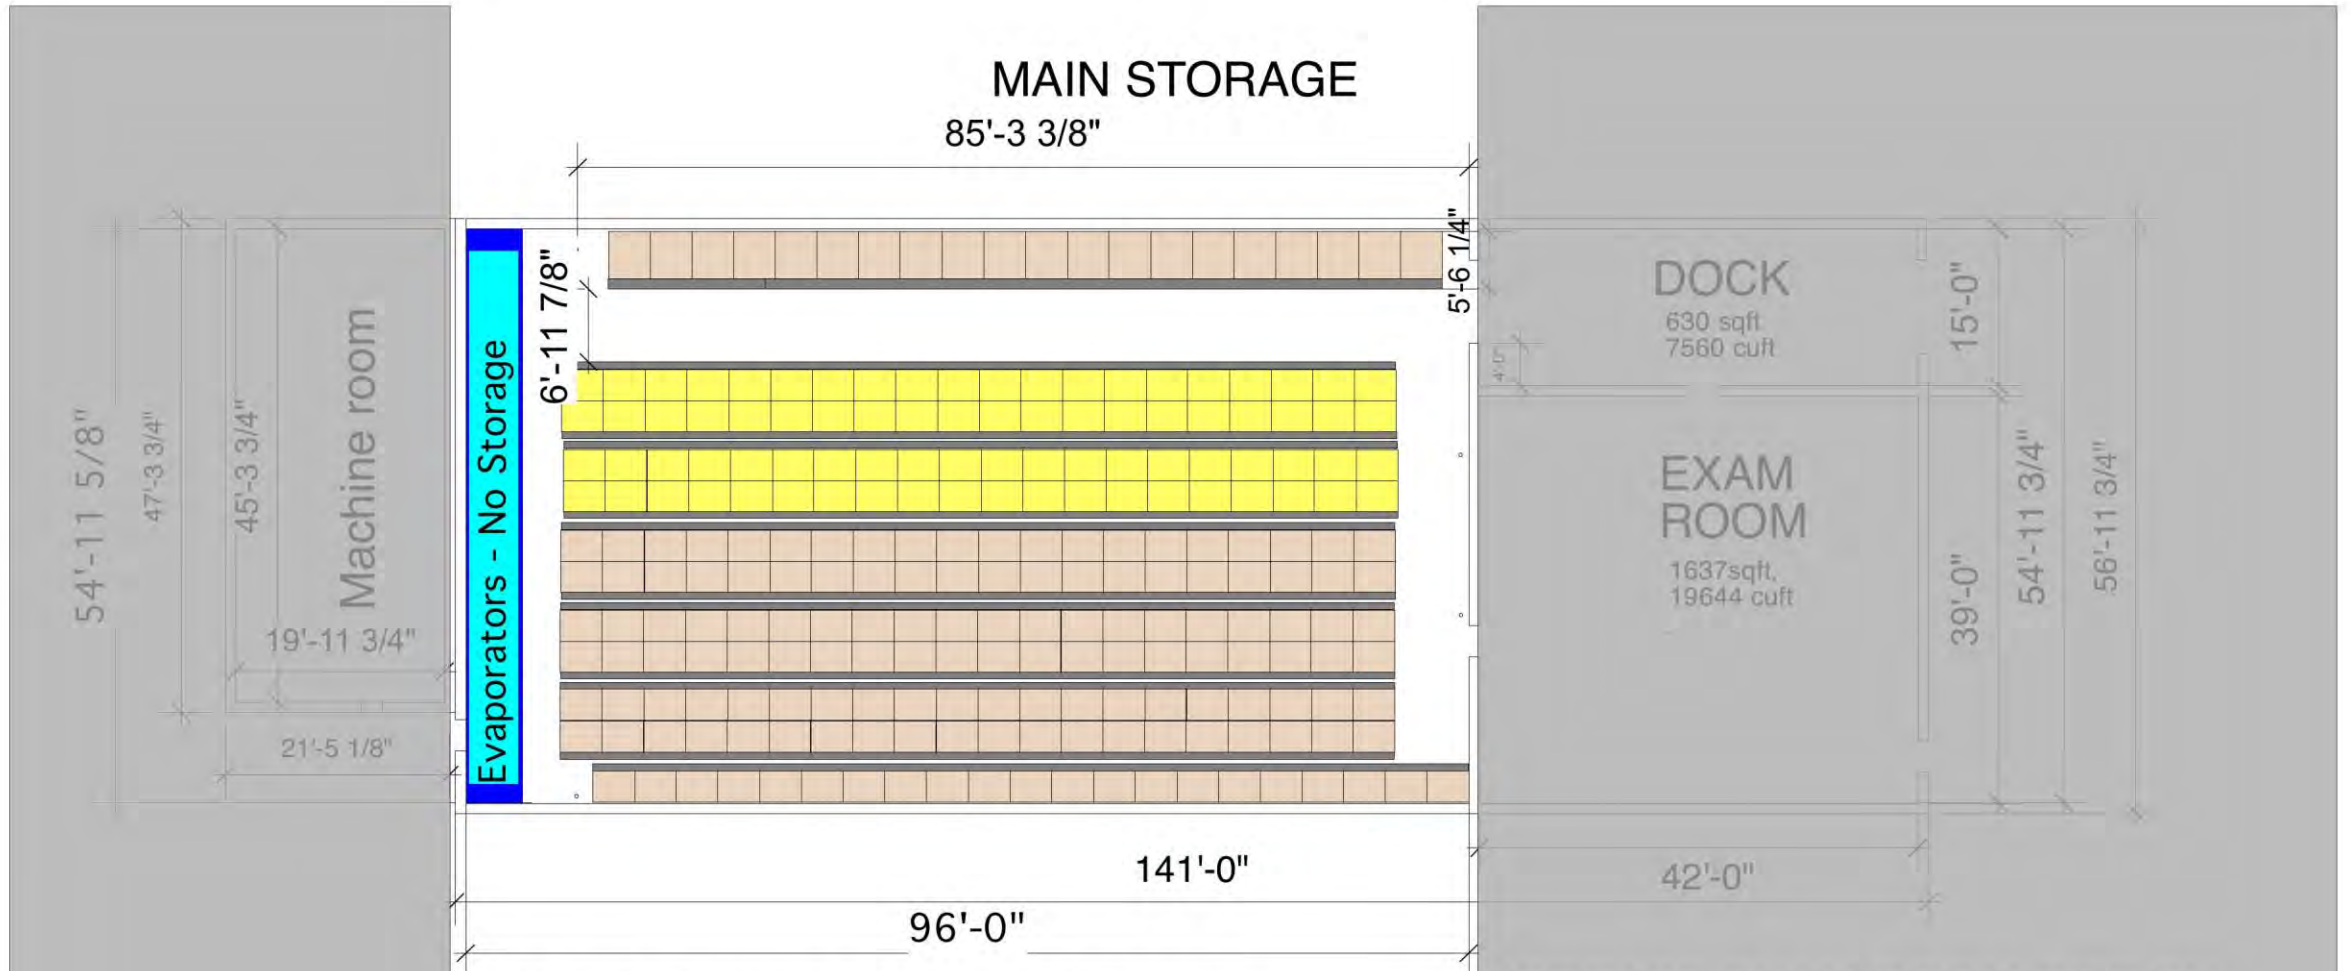 MAIN STORAGE
85'-3 3/8"
5'-6 1/4"
6'-11 7/8"
Evaporators - No Storage
Machine room
54'-11 5/8"
47'-3 3/4"
45'-3 3/4"
19'-11 3/4"
21'-5 1/8"
DOCK
630 sqft
7560 cuft
15'-0"
EXAM
ROOM
1637sqft,
19644 cuft
39'-0"
54'-11 3/4"
56'-11 3/4"
141'-0"
42'-0"
96'-0"